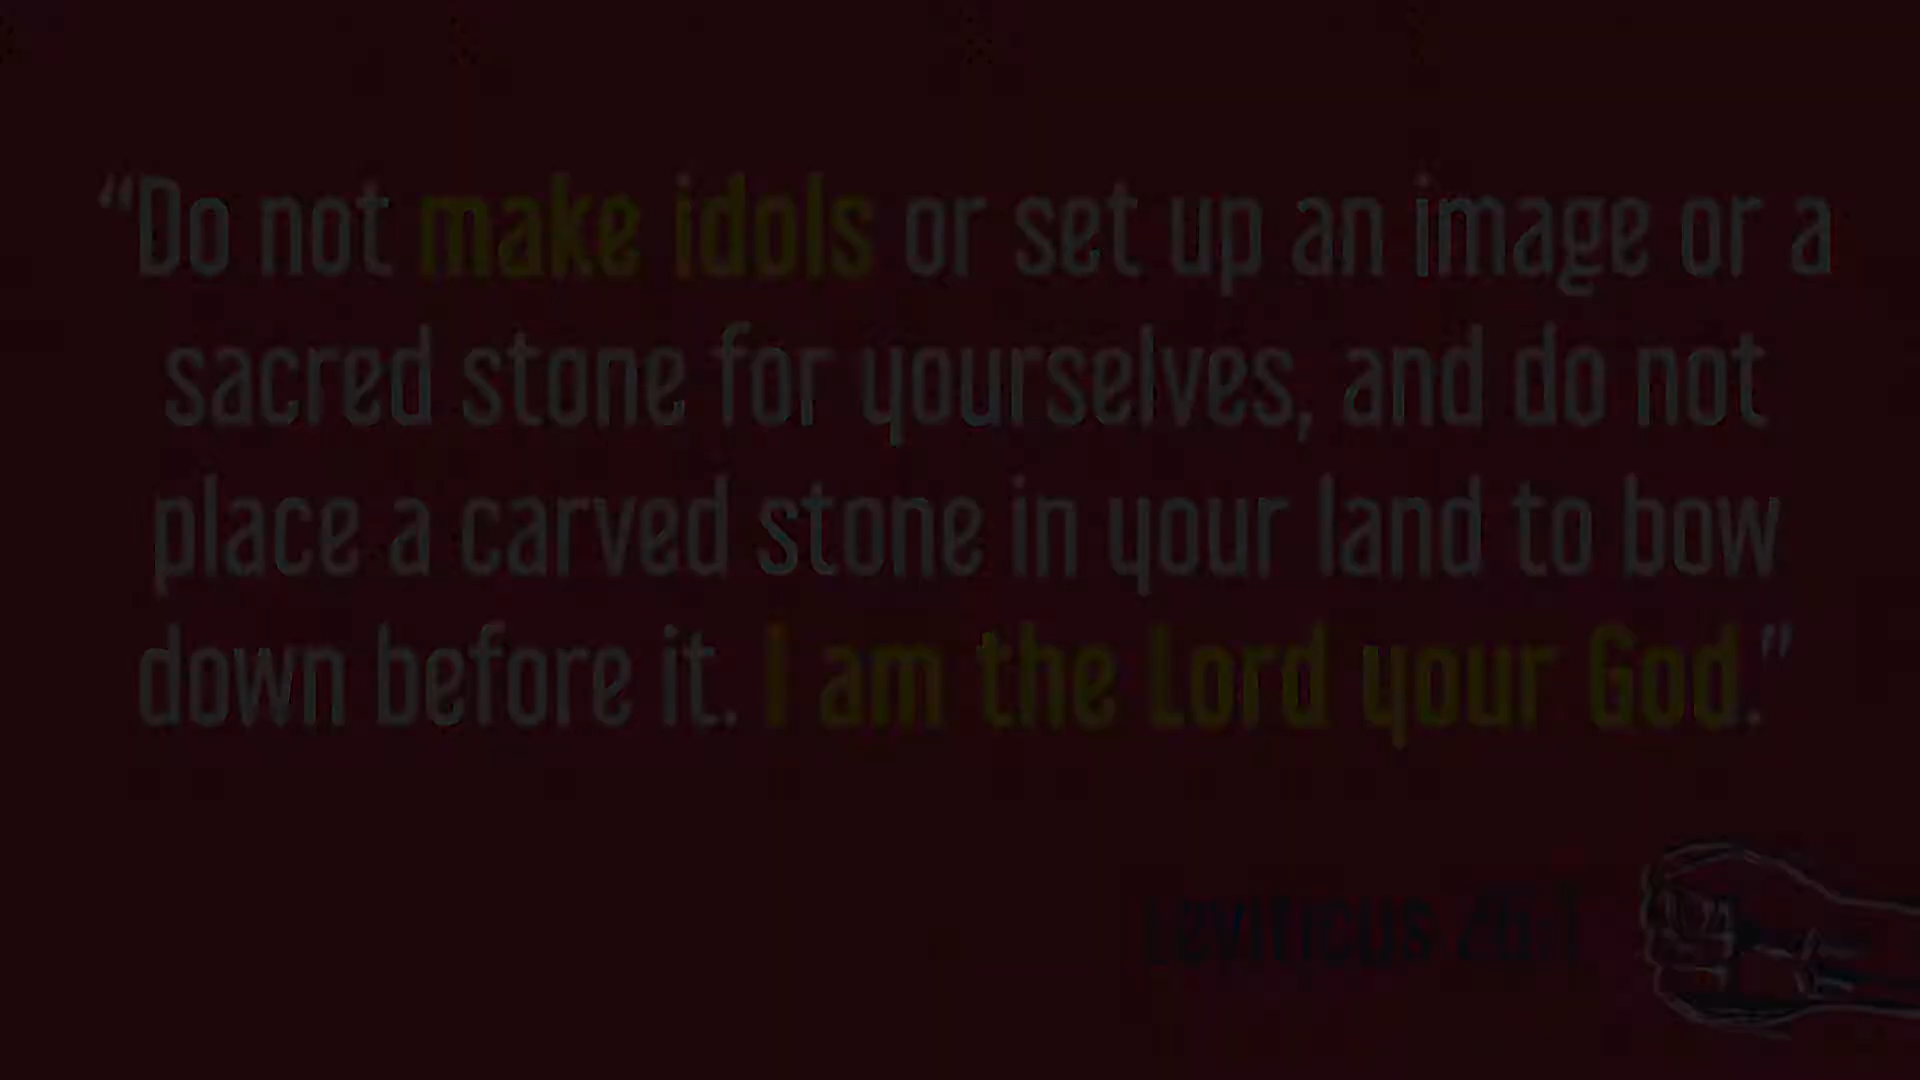 “Do not make idols or set up an image or a
sacred stone for yourselves, and do not
place a carved stone in your land to bow
down before it. I am the Lord your God.”
Leviticus 26:1